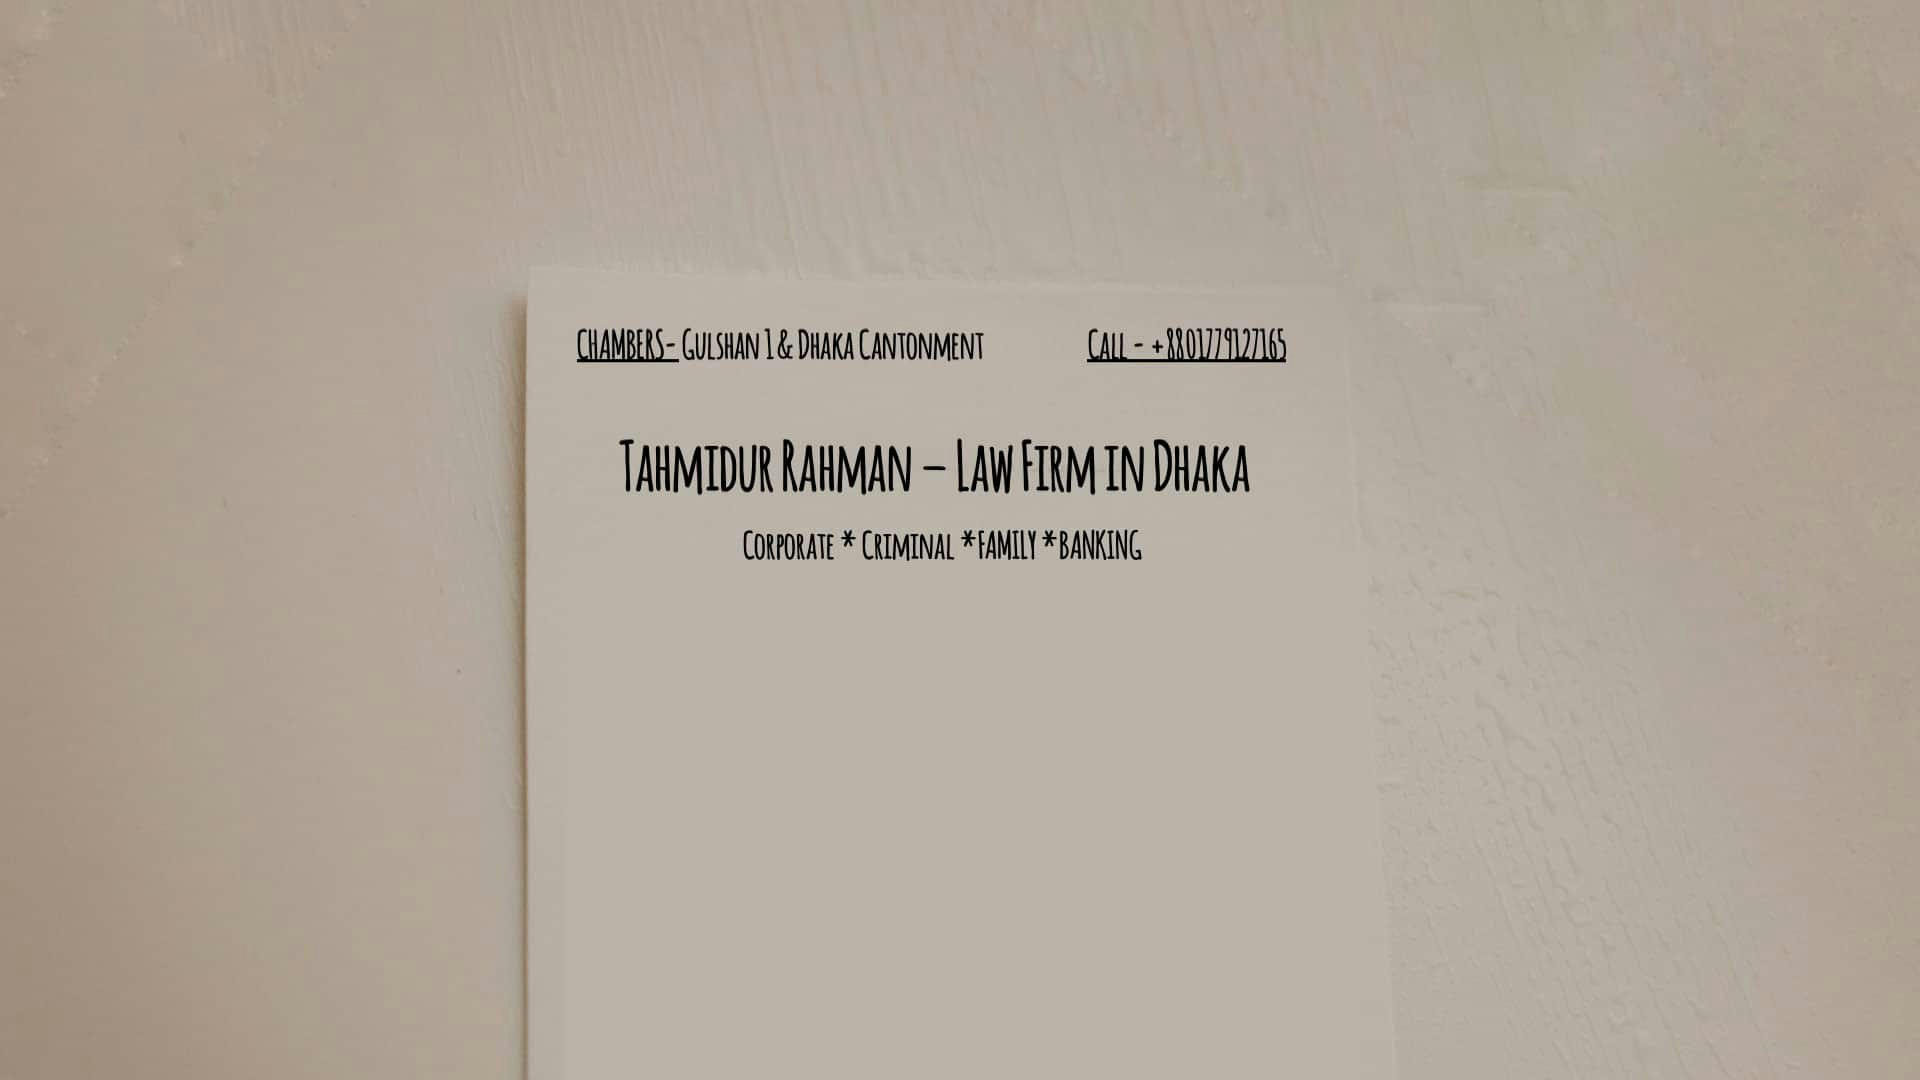 CHAMBERS- Gulshan 1 & Dhaka Cantonment
Call - +8801779127165
Tahmidur Rahman – Law Firm in Dhaka
Corporate * Criminal *FAMILY *BANKING